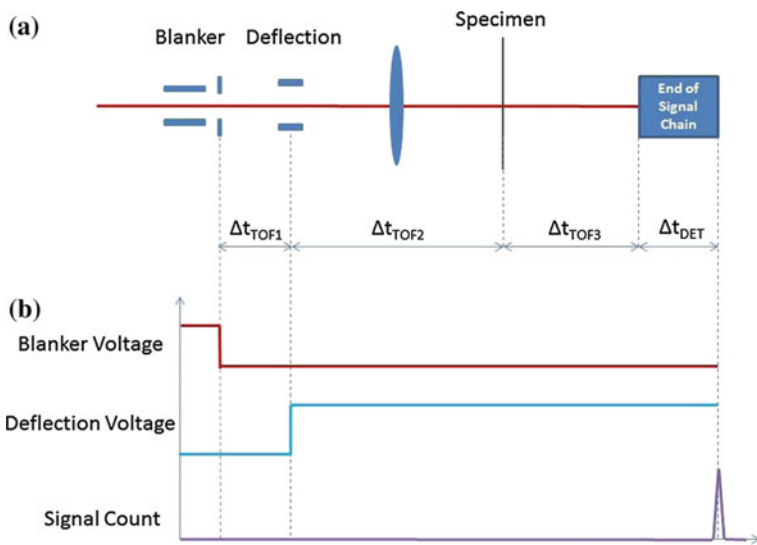 (a)
Blanker Deflection Specimen
End of
Signal
Chain
Δt_TOF1 Δt_TOF2 Δt_TOF3 Δt_DET
(b)
Blanker Voltage
Deflection Voltage
Signal Count